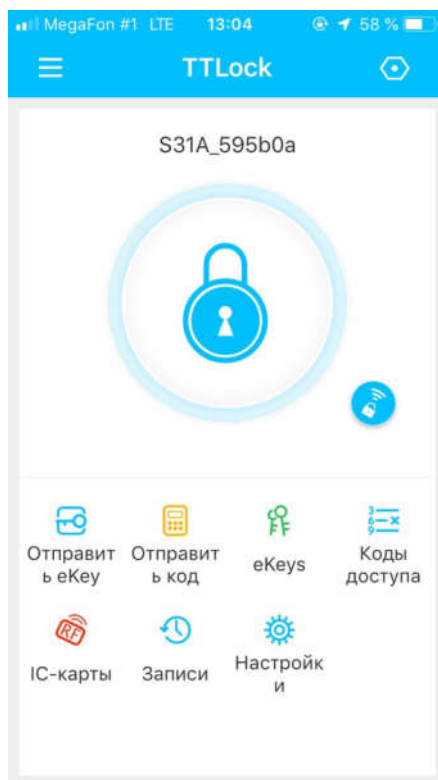 MegaFon #1 LTE 13:04 58 %
TTLock
S31A_595b0a
Отправит Отправит eKeys Коды
ь eKey ь код доступа
IC-карты Записи Настройк
и